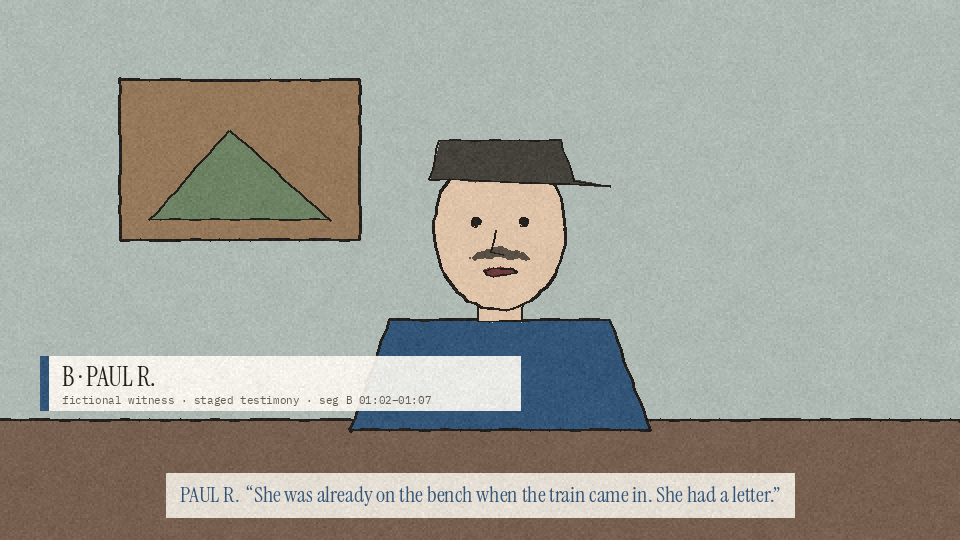 B · PAUL R.
fictional witness · staged testimony · seg B 01:02–01:07
PAUL R. “She was already on the bench when the train came in. She had a letter.”